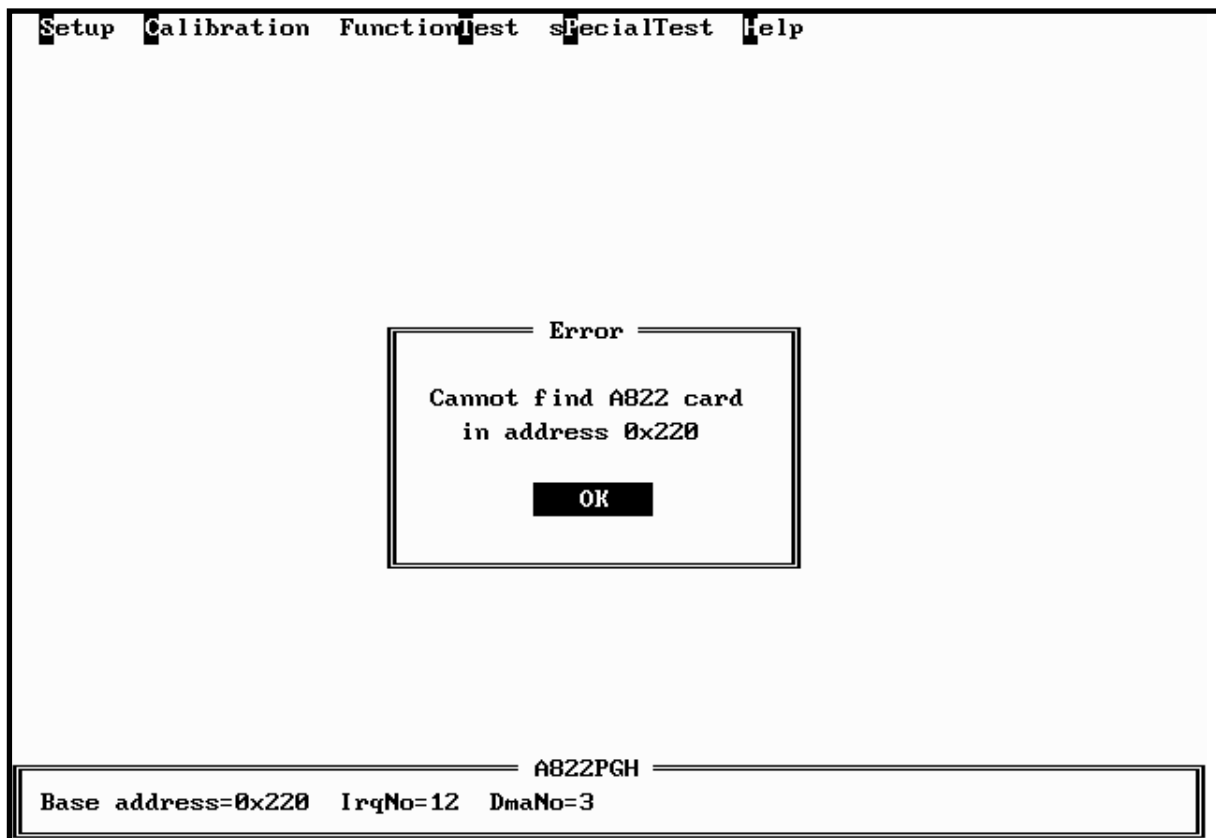 Setup Calibration FunctionTest sPecialTest Help
Error
Cannot find A822 card
in address 0x220
OK
A822PGH
Base address=0x220 IrqNo=12 DmaNo=3